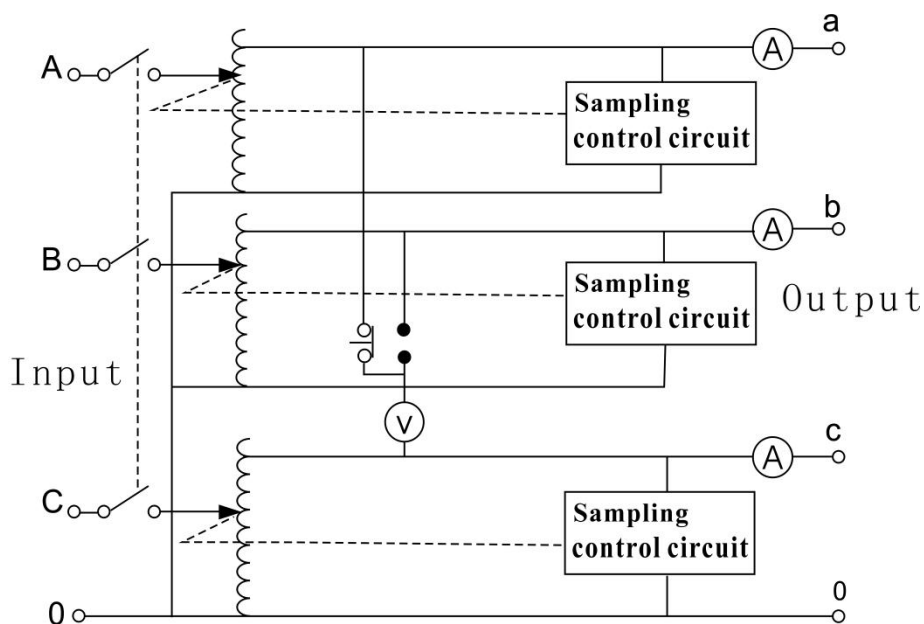 a
A
A
Sampling
control circuit
b
A
B
Sampling
control circuit
Output
Input
V
c
A
C
Sampling
control circuit
0
0